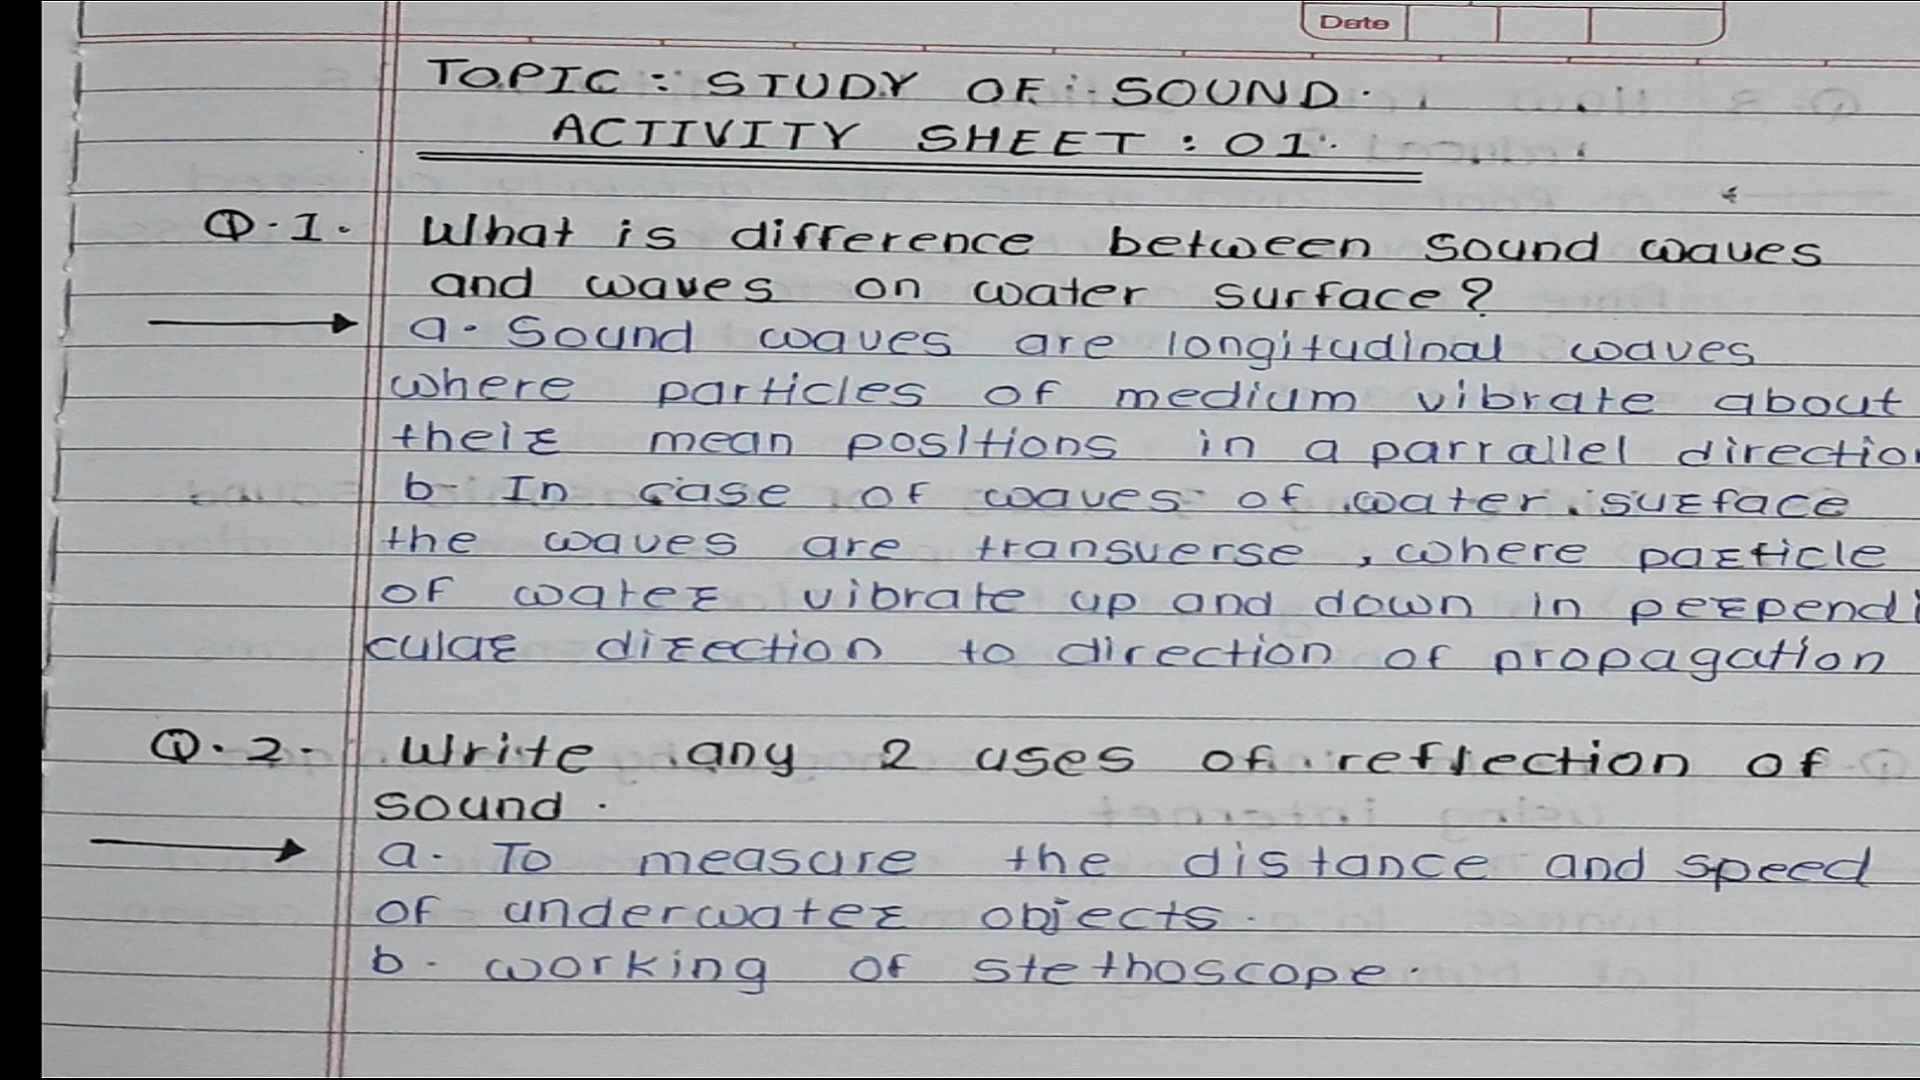 Date
TOPIC : STUDY OF SOUND.
ACTIVITY SHEET : 01.
Q.1. What is difference between sound waves
and waves on water surface?
a. Sound waves are longitudinal waves
where particles of medium vibrate about
their mean positions in a parrallel direction
b. In case of waves of water surface
the waves are transverse, where particle
of water vibrate up and down in perpendi
cular direction to direction of propagation
Q.2. Write any 2 uses of reflection of
sound.
a. To measure the distance and speed
of underwater objects.
b. working of stethoscope.